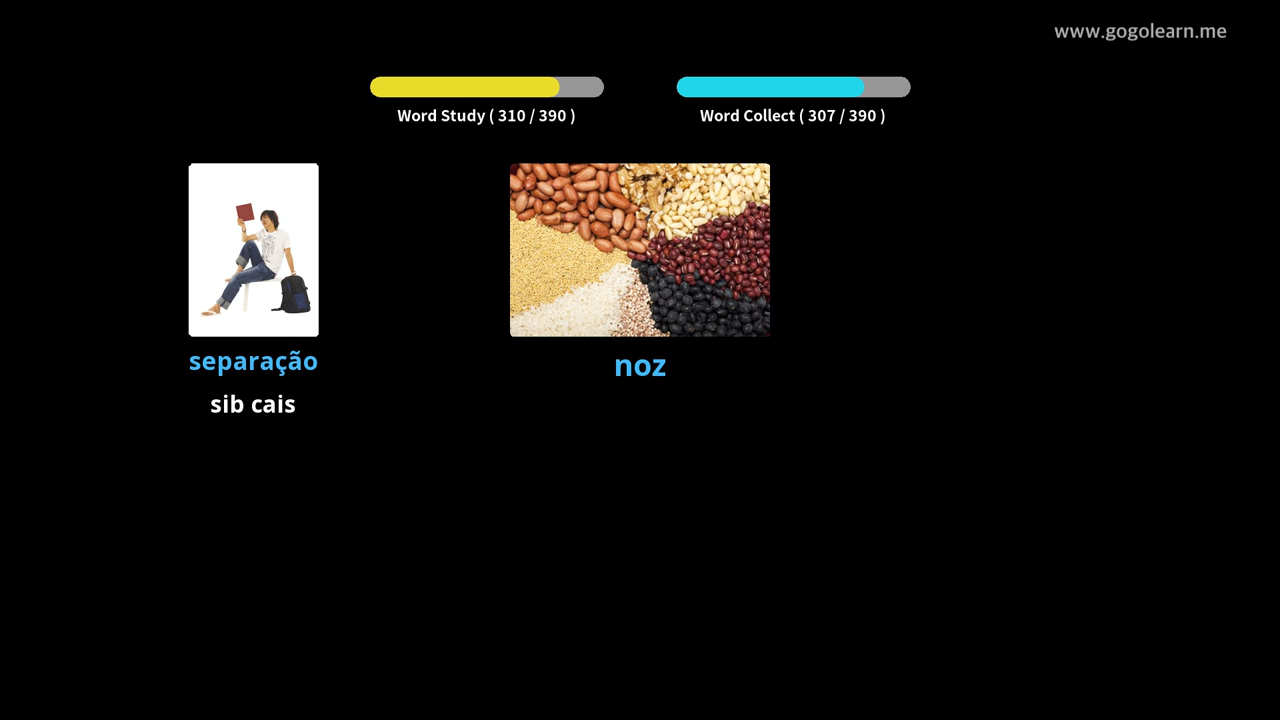 www.gogolearn.me
Word Study ( 310 / 390 )
Word Collect ( 307 / 390 )
separação
sib cais
noz